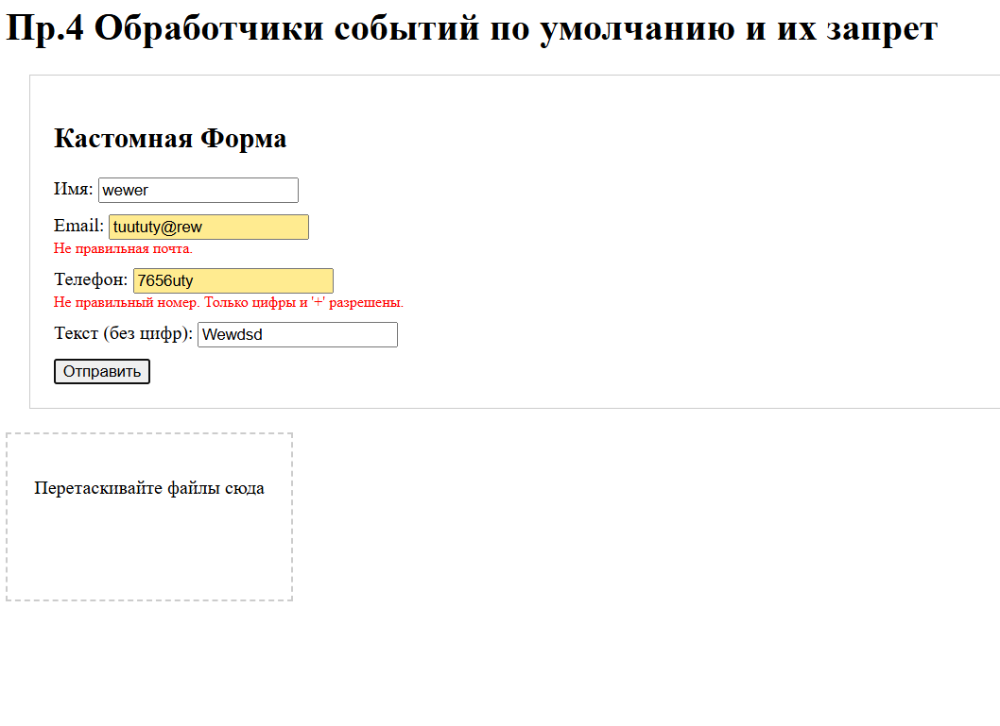 Пр.4 Обработчики событий по умолчанию и их запрет
Кастомная Форма
Имя: wewer
Email: tuututy@rew
Не правильная почта.
Телефон: 7656uty
Не правильный номер. Только цифры и '+' разрешены.
Текст (без цифр): Wewdsd
Отправить
Перетаскивайте файлы сюда